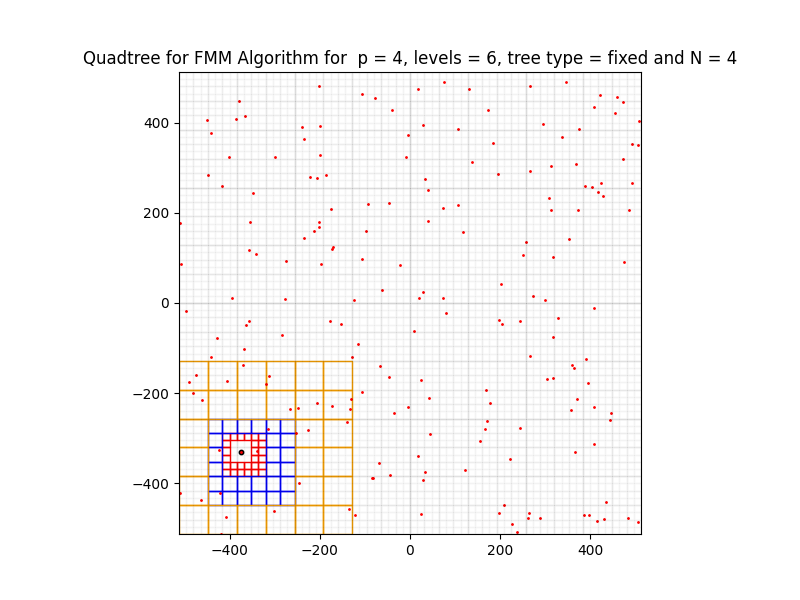 Quadtree for FMM Algorithm for  p = 4, levels = 6, tree type = fixed and N = 4
400
200
0
−200
−400
−400 −200 0 200 400